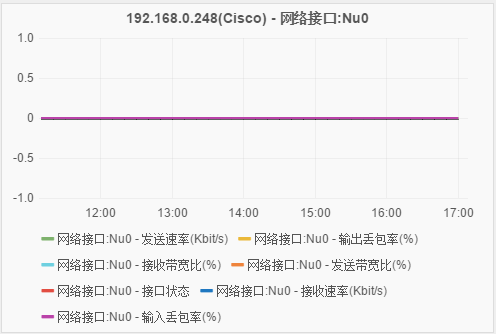 192.168.0.248(Cisco) - 网络接口:Nu0
1.0
0.5
0
-0.5
-1.0
12:00 13:00 14:00 15:00 16:00 17:00
网络接口:Nu0 - 发送速率(Kbit/s) 网络接口:Nu0 - 输出丢包率(%)
网络接口:Nu0 - 接收带宽比(%) 网络接口:Nu0 - 发送带宽比(%)
网络接口:Nu0 - 接口状态 网络接口:Nu0 - 接收速率(Kbit/s)
网络接口:Nu0 - 输入丢包率(%)